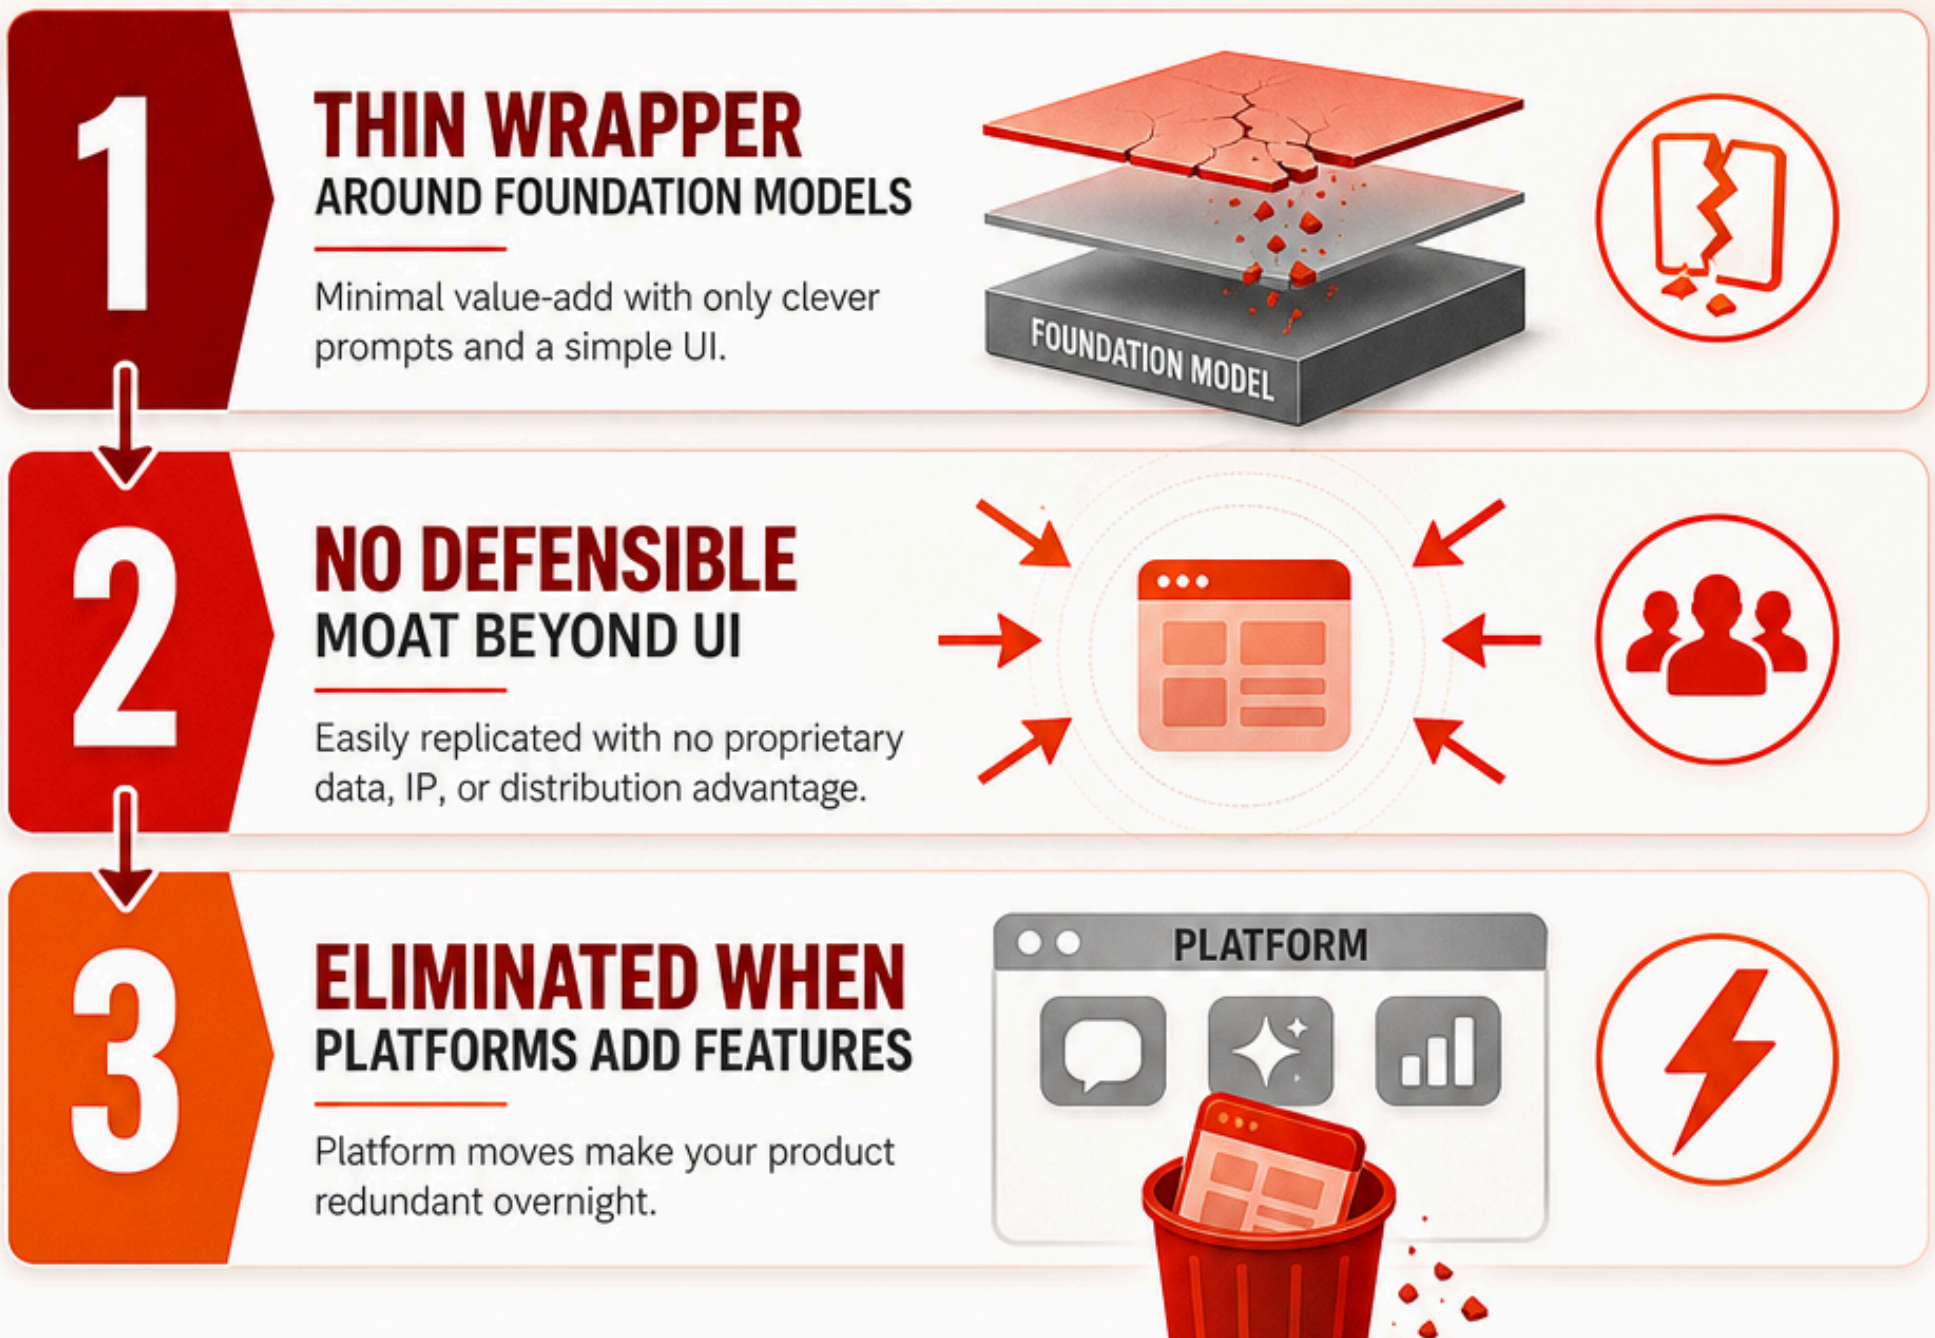 1
THIN WRAPPER
AROUND FOUNDATION MODELS
Minimal value-add with only clever
prompts and a simple UI.
FOUNDATION MODEL
2
NO DEFENSIBLE
MOAT BEYOND UI
Easily replicated with no proprietary
data, IP, or distribution advantage.
3
ELIMINATED WHEN
PLATFORMS ADD FEATURES
Platform moves make your product
redundant overnight.
PLATFORM